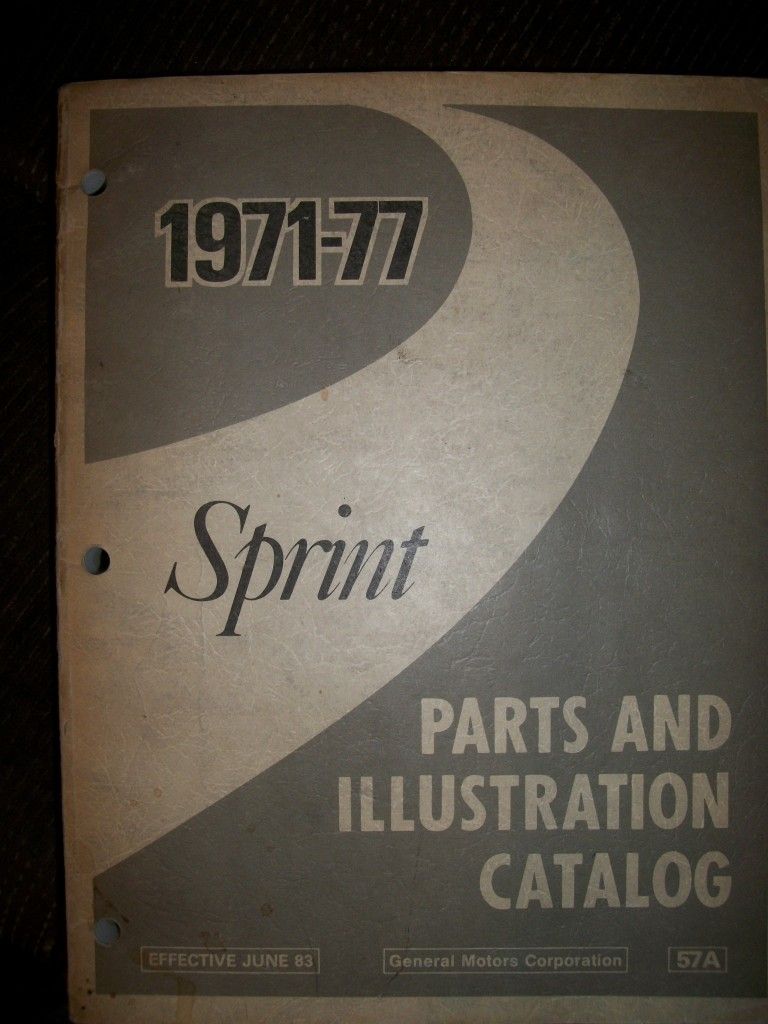 1971-77
Sprint
PARTS AND
ILLUSTRATION
CATALOG
EFFECTIVE JUNE 83
General Motors Corporation
57A